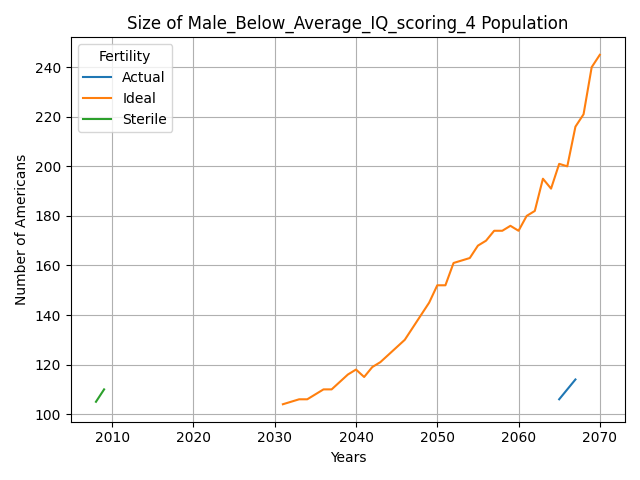 Size of Male_Below_Average_IQ_scoring_4 Population
Fertility
Actual
Ideal
Sterile
Number of Americans
240
220
200
180
160
140
120
100
2010 2020 2030 2040 2050 2060 2070
Years